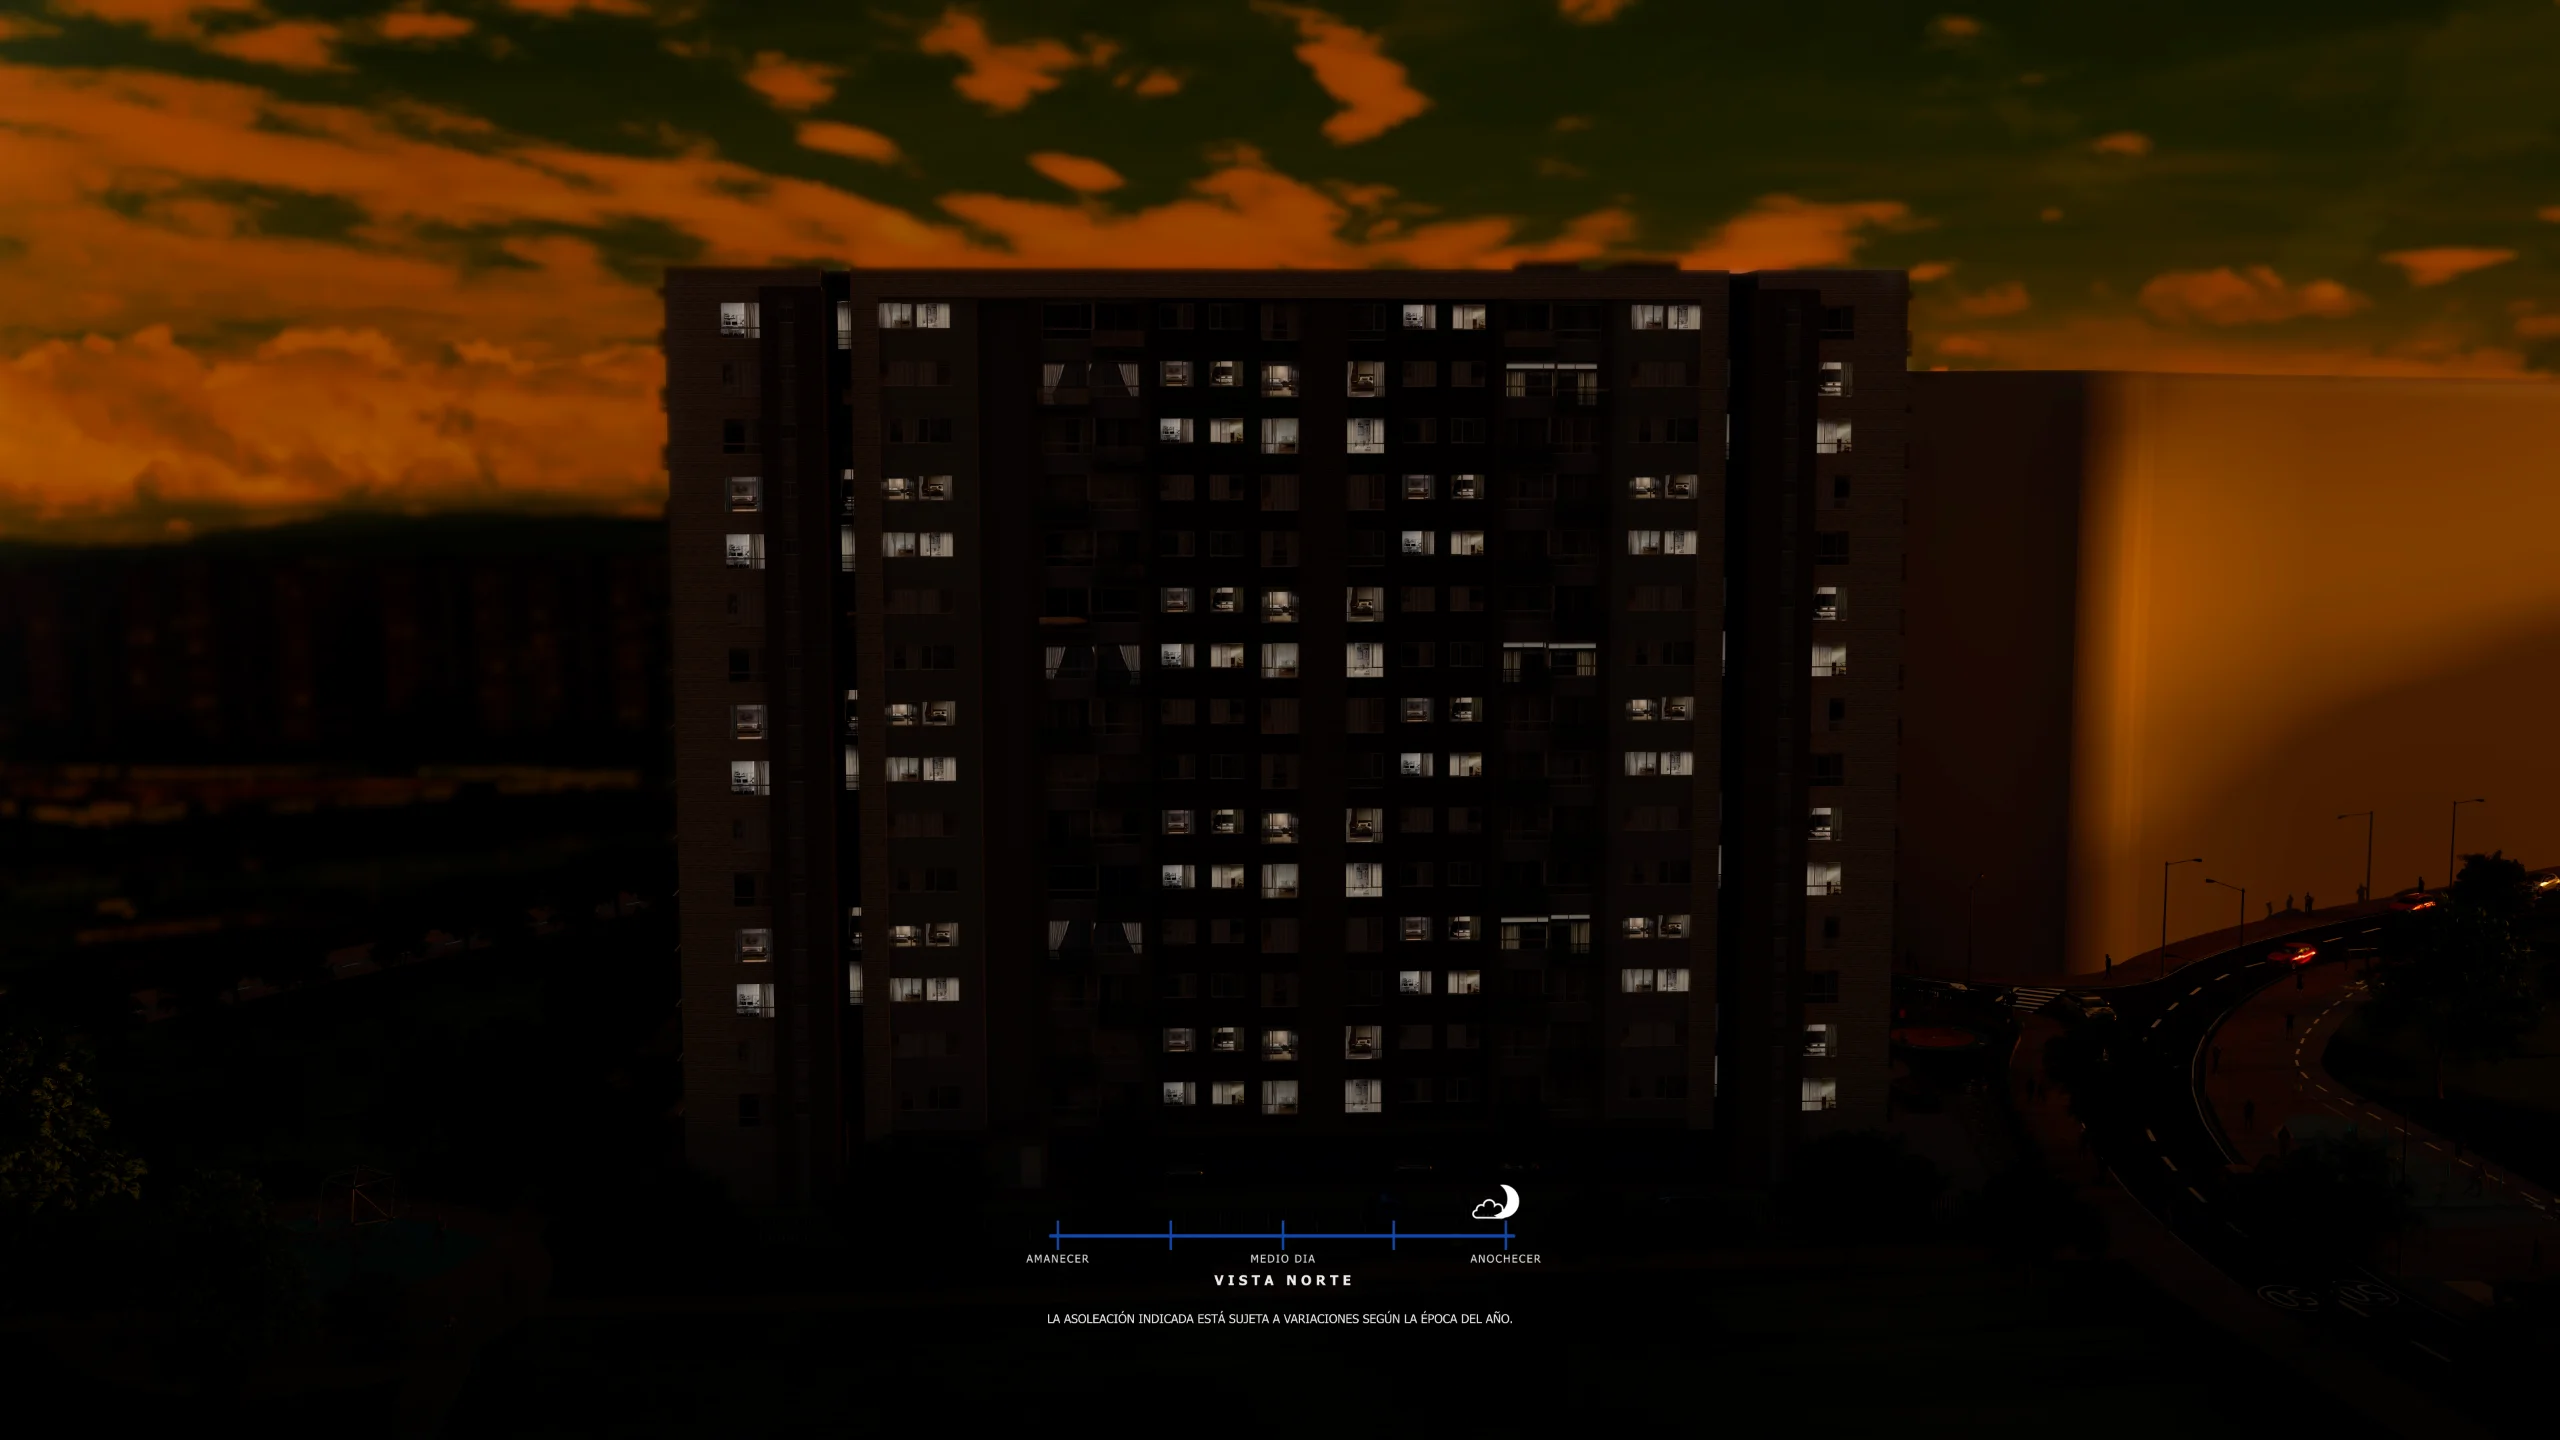 AMANECER MEDIO DIA ANOCHECER
VISTA NORTE
LA ASOLEACIÓN INDICADA ESTÁ SUJETA A VARIACIONES SEGÚN LA ÉPOCA DEL AÑO.